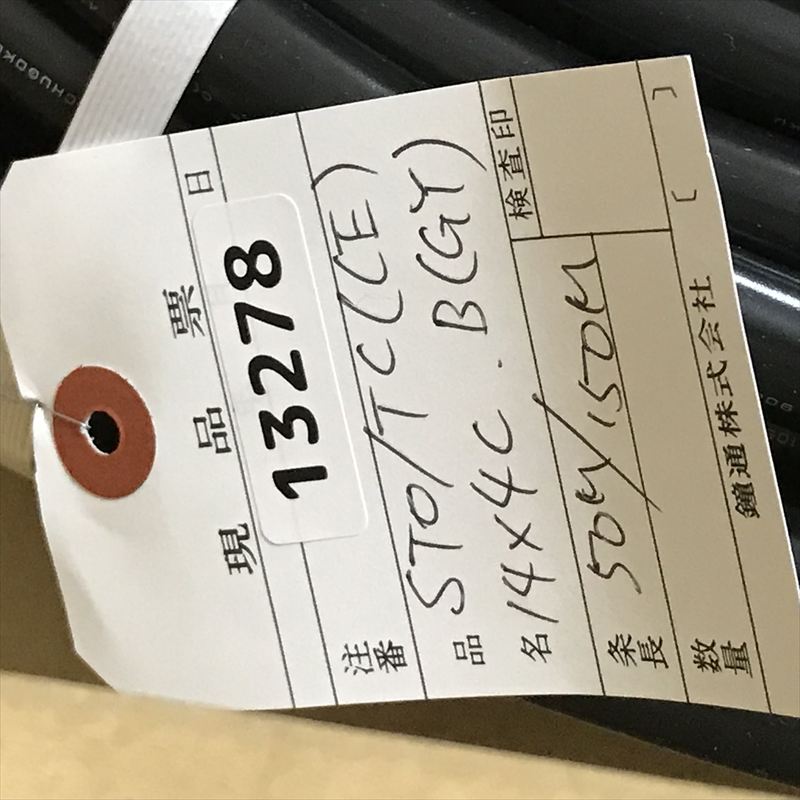 現品票
日
13278
注番
品名
STO/TC(CE)
14×4C. B(GY)
検査印
条長
50m/150m
数量
[ ]
鐘通株式会社